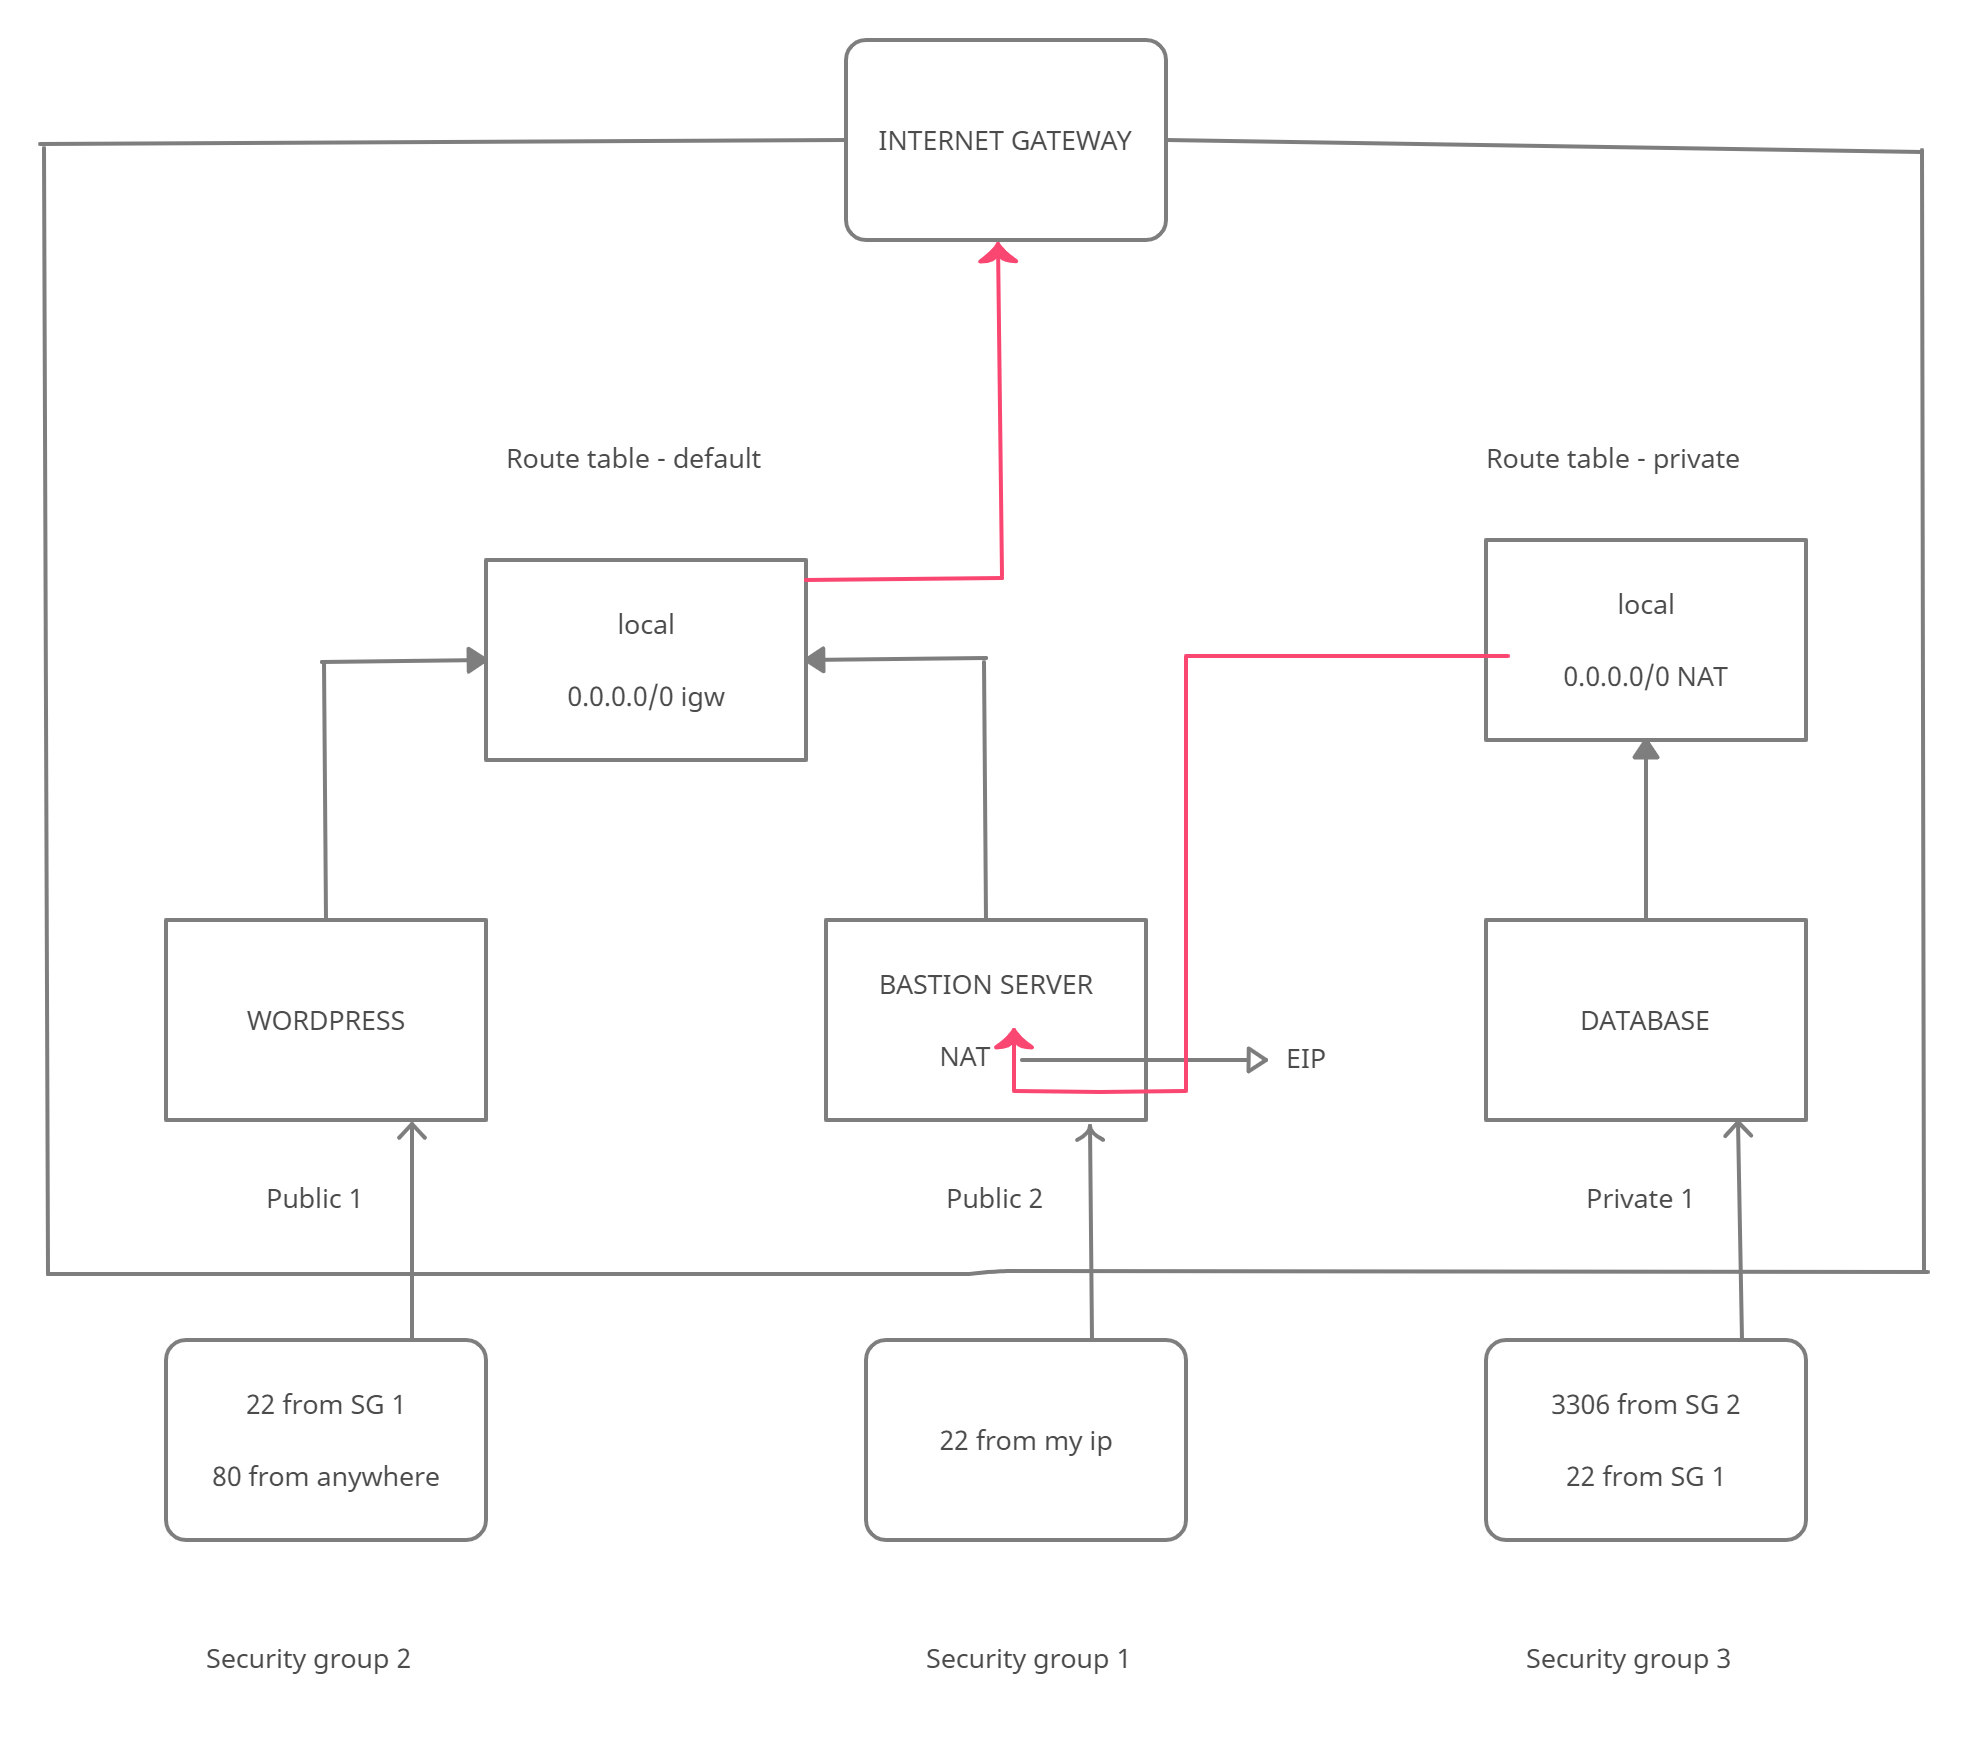 INTERNET GATEWAY
Route table - default
Route table - private
local
0.0.0.0/0 igw
local
0.0.0.0/0 NAT
WORDPRESS
BASTION SERVER
NAT
EIP
DATABASE
Public 1
Public 2
Private 1
22 from SG 1
80 from anywhere
22 from my ip
3306 from SG 2
22 from SG 1
Security group 2
Security group 1
Security group 3